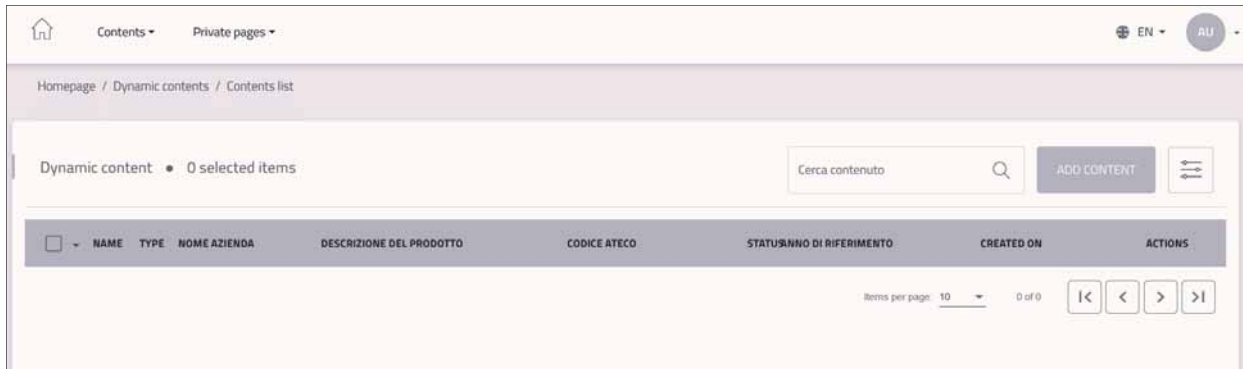 Contents Private pages EN AU
Homepage / Dynamic contents / Contents list
Dynamic content • 0 selected items Cerca contenuto ADD CONTENT
NAME TYPE NOME AZIENDA DESCRIZIONE DEL PRODOTTO CODICE ATECO STATUS ANNO DI RIFERIMENTO CREATED ON ACTIONS
Items per page: 10 0 of 0